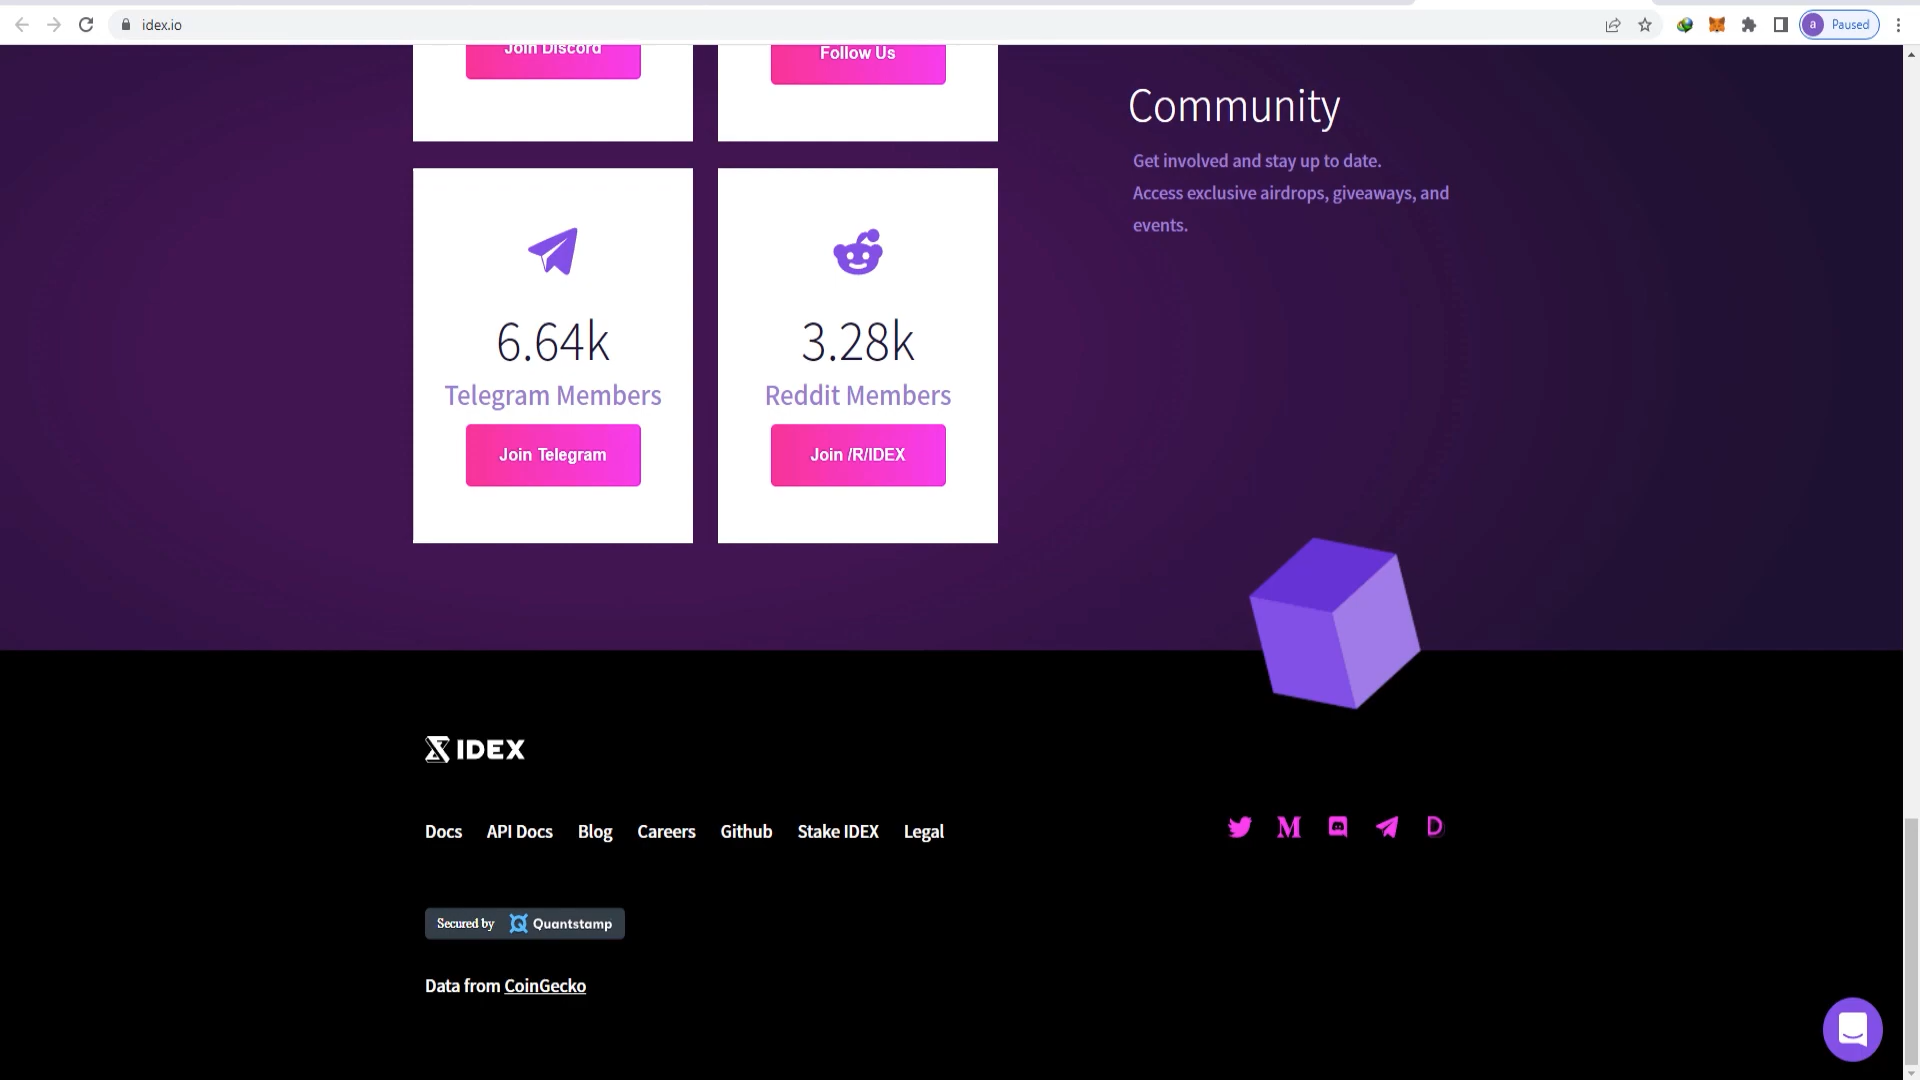 idex.io
a Paused
Join Discord
Follow Us
Community
Get involved and stay up to date.
Access exclusive airdrops, giveaways, and
events.
6.64k
Telegram Members
Join Telegram
3.28k
Reddit Members
Join /R/IDEX
IDEX
Docs API Docs Blog Careers Github Stake IDEX Legal
Secured by Quantstamp
Data from CoinGecko